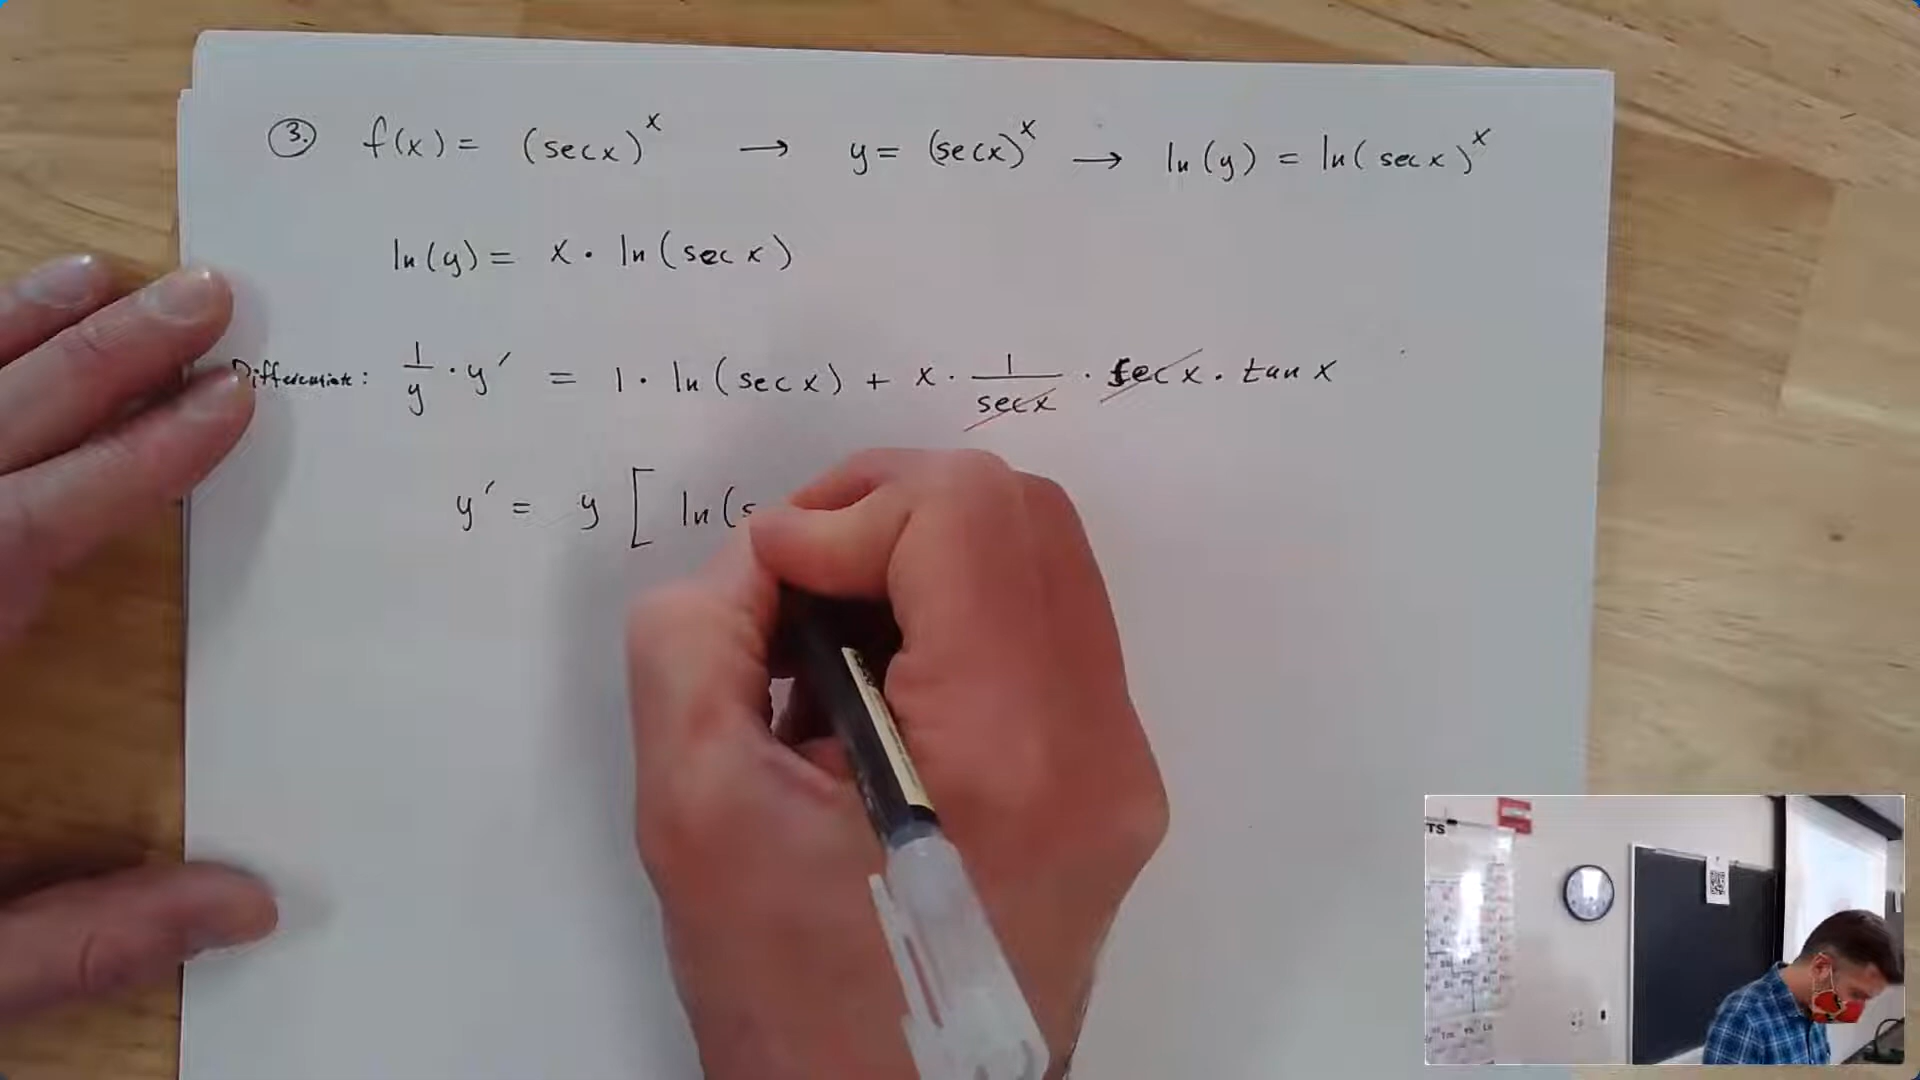 3. f(x) = (sec x)^x → y = (sec x)^x → ln(y) = ln(sec x)^x
ln(y) = x · ln(sec x)
Differentiate: 1/y · y′ = 1 · ln(sec x) + x · 1/sec x · sec x · tan x
y′ = y [ ln(s
TS